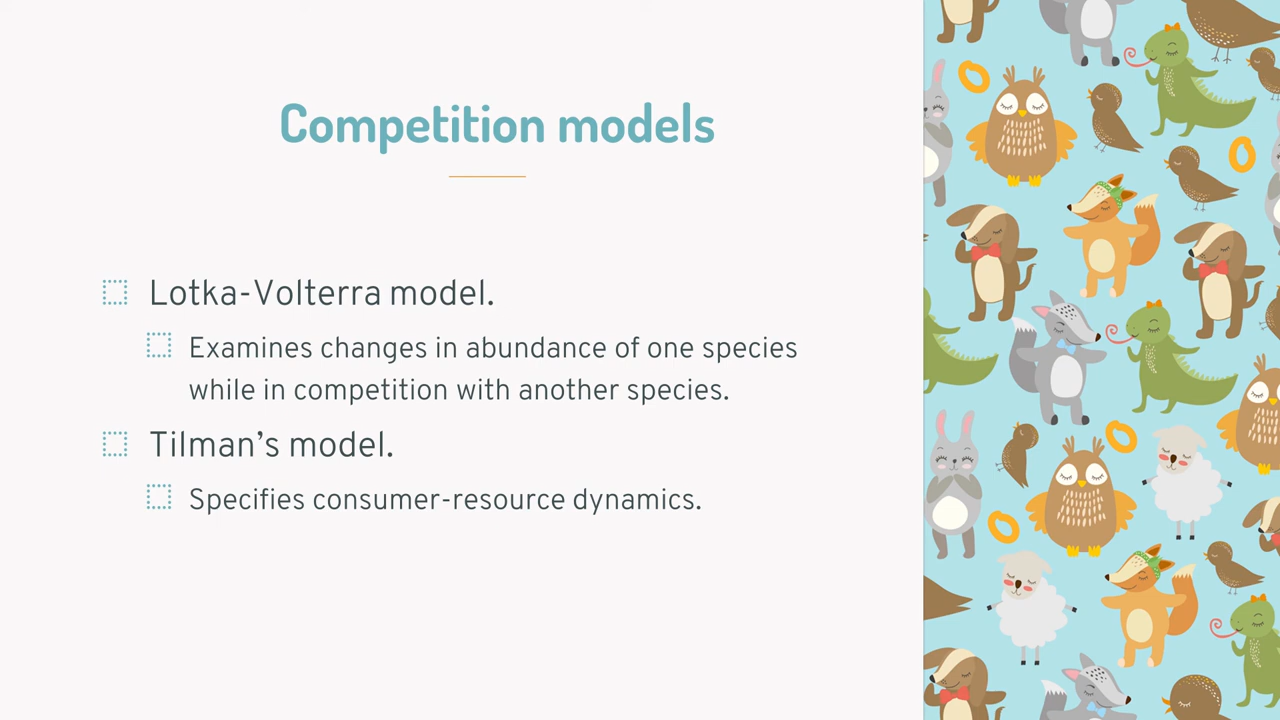 Competition models
Lotka-Volterra model.
Examines changes in abundance of one species
while in competition with another species.
Tilman's model.
Specifies consumer-resource dynamics.